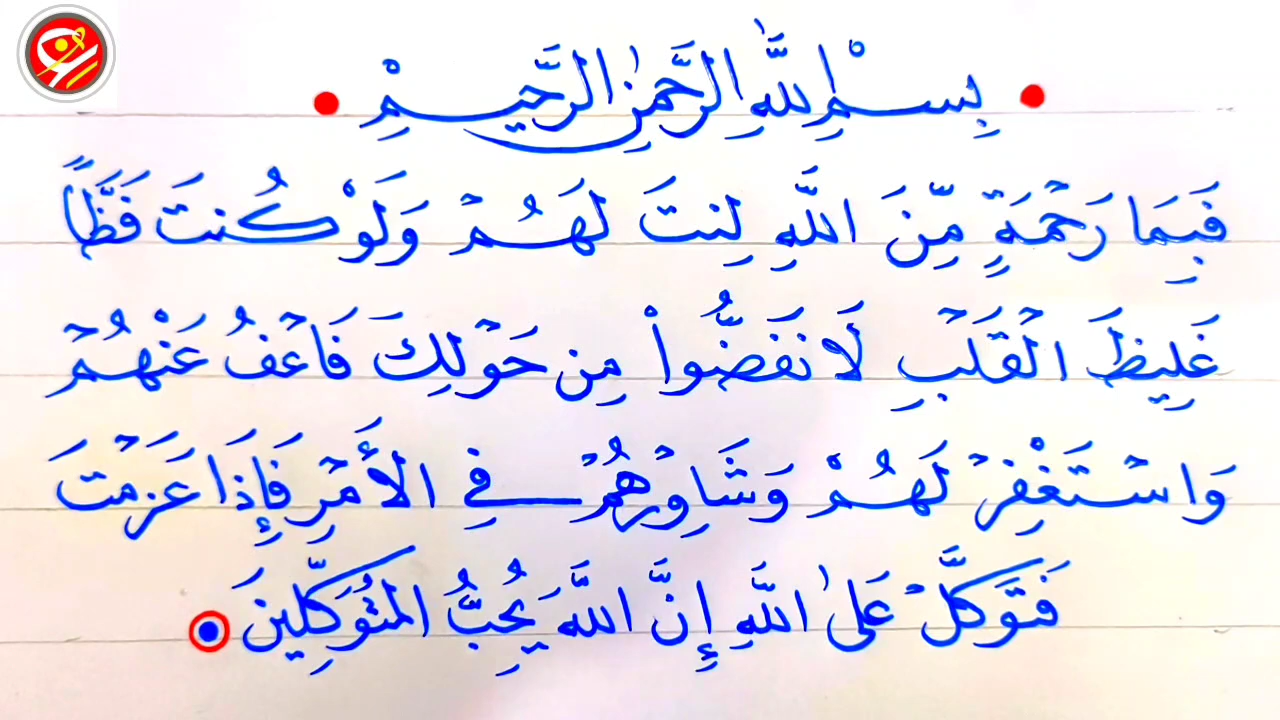 بِسْمِ اللَّهِ الرَّحْمَٰنِ الرَّحِيمِ
فَبِمَا رَحْمَةٍ مِّنَ اللَّهِ لِنتَ لَهُمْ وَلَوْ كُنتَ فَظًّا
غَلِيظَ الْقَلْبِ لَانفَضُّوا مِن حَوْلِكَ فَاعْفُ عَنْهُمْ
وَاسْتَغْفِرْ لَهُمْ وَشَاوِرْهُمْ فِي الْأَمْرِ فَإِذَا عَزَمْتَ
فَتَوَكَّلْ عَلَى اللَّهِ إِنَّ اللَّهَ يُحِبُّ الْمُتَوَكِّلِينَ